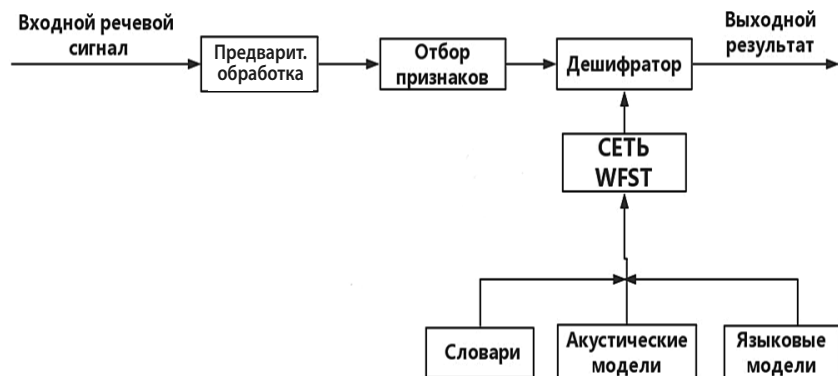 Входной речевой
сигнал
Предварит.
обработка
Отбор
признаков
Дешифратор
Выходной
результат
СЕТЬ
WFST
Словари
Акустические
модели
Языковые
модели